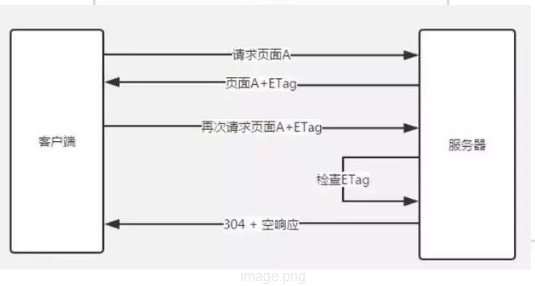 请求页面A
页面A+ETag
再次请求页面A+ETag
客户端
服务器
检查ETag
304 + 空响应
image.png